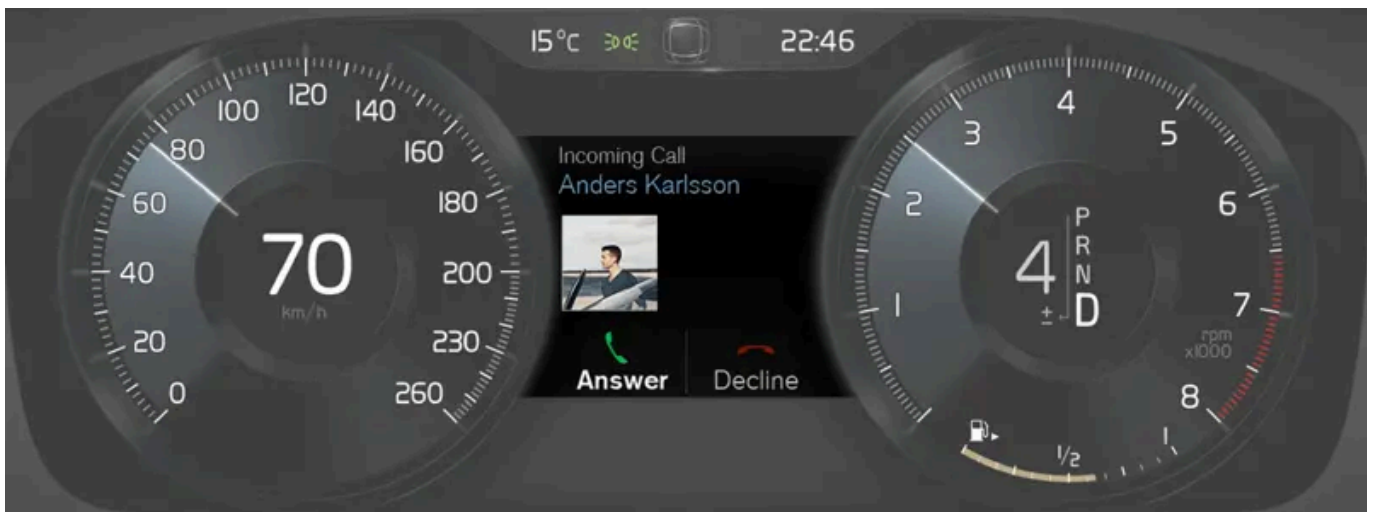 15°C 22:46
0
20
40
60
80
100
120
140
160
180
200
230
260
70
km/h
Incoming Call
Anders Karlsson
Answer Decline
1
2
3
4
5
6
7
8
rpm
x1000
4
±
P
R
N
D
1/2
1